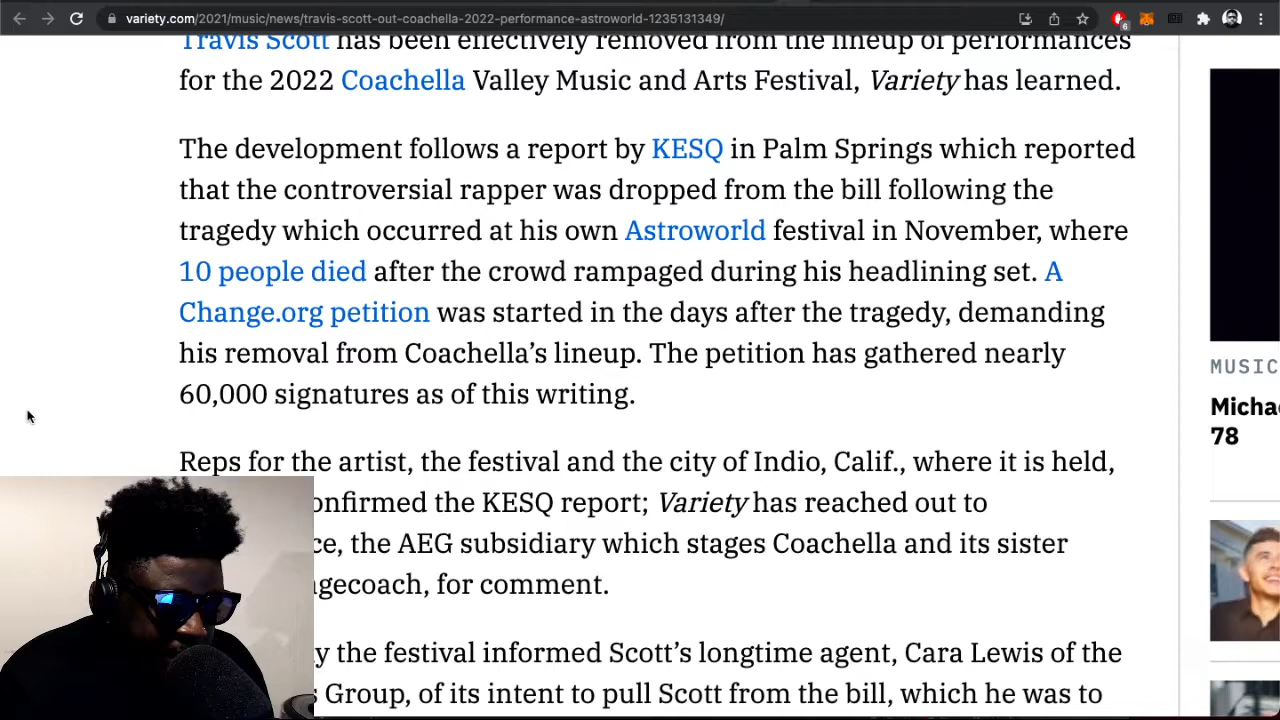 variety.com/2021/music/news/travis-scott-out-coachella-2022-performance-astroworld-1235131349/
6
Travis Scott has been effectively removed from the lineup of performances
for the 2022 Coachella Valley Music and Arts Festival, Variety has learned.
The development follows a report by KESQ in Palm Springs which reported
that the controversial rapper was dropped from the bill following the
tragedy which occurred at his own Astroworld festival in November, where
10 people died after the crowd rampaged during his headlining set. A
Change.org petition was started in the days after the tragedy, demanding
his removal from Coachella’s lineup. The petition has gathered nearly
60,000 signatures as of this writing.
Reps for the artist, the festival and the city of Indio, Calif., where it is held,
onfirmed the KESQ report; Variety has reached out to
ce, the AEG subsidiary which stages Coachella and its sister
gecoach, for comment.
y the festival informed Scott’s longtime agent, Cara Lewis of the
Group, of its intent to pull Scott from the bill, which he was to
MUSIC
Micha
78